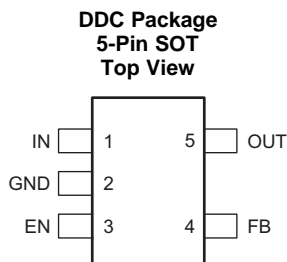 DDC Package
5-Pin SOT
Top View
IN 1 5 OUT
GND 2
EN 3 4 FB